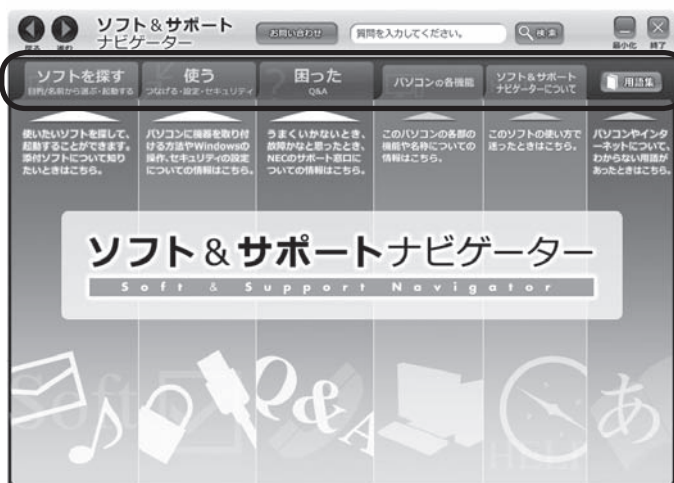 ソフト&サポート
ナビゲーター
お問い合わせ
質問を入力してください。
検索
戻る 進む
最小化 終了
ソフトを探す
目的/名前から選ぶ・起動する
使う
つなげる・設定・セキュリティ
困った
Q&A
パソコンの各機能
ソフト&サポート
ナビゲーターについて
用語集
使いたいソフトを探して、
起動することができます。
添付ソフトについて知り
たいときはこちら。
パソコンに機器を取り付
ける方法やWindowsの
操作、セキュリティの設定
についての情報はこちら。
うまくいかないとき、
故障かなと思ったとき、
NECのサポート窓口に
ついての情報はこちら。
このパソコンの各部の
機能や名称についての
情報はこちら。
このソフトの使い方で
迷ったときはこちら。
パソコンやインタ
ーネットについて、
わからない用語が
あったときはこちら。
ソフト&サポートナビゲーター
Soft & Support Navigator
Soft
Q&A
HELP
あ